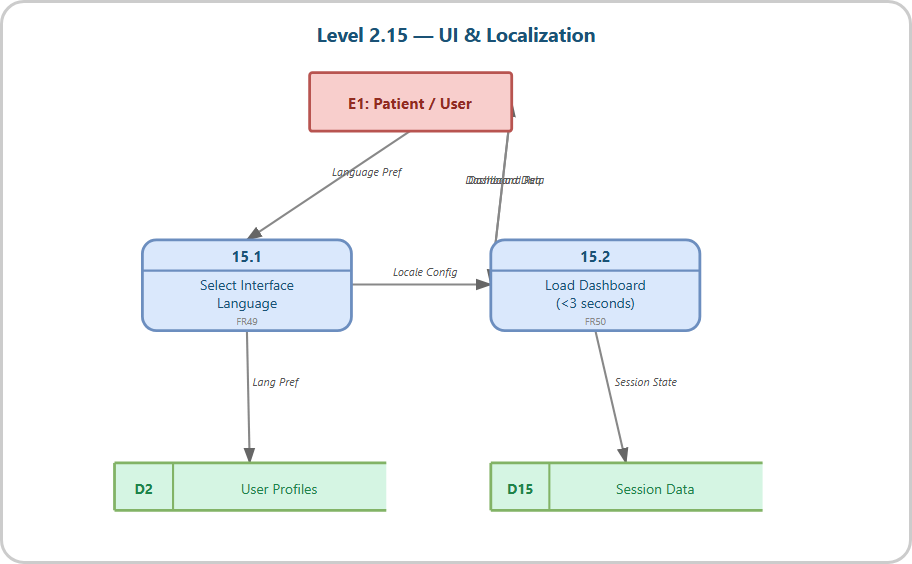 Level 2.15 — UI & Localization
E1: Patient / User
Language Pref
15.1
Select Interface
Language
FR49
Locale Config
15.2
Load Dashboard
(<3 seconds)
FR50
Lang Pref
Session State
D2
User Profiles
D15
Session Data